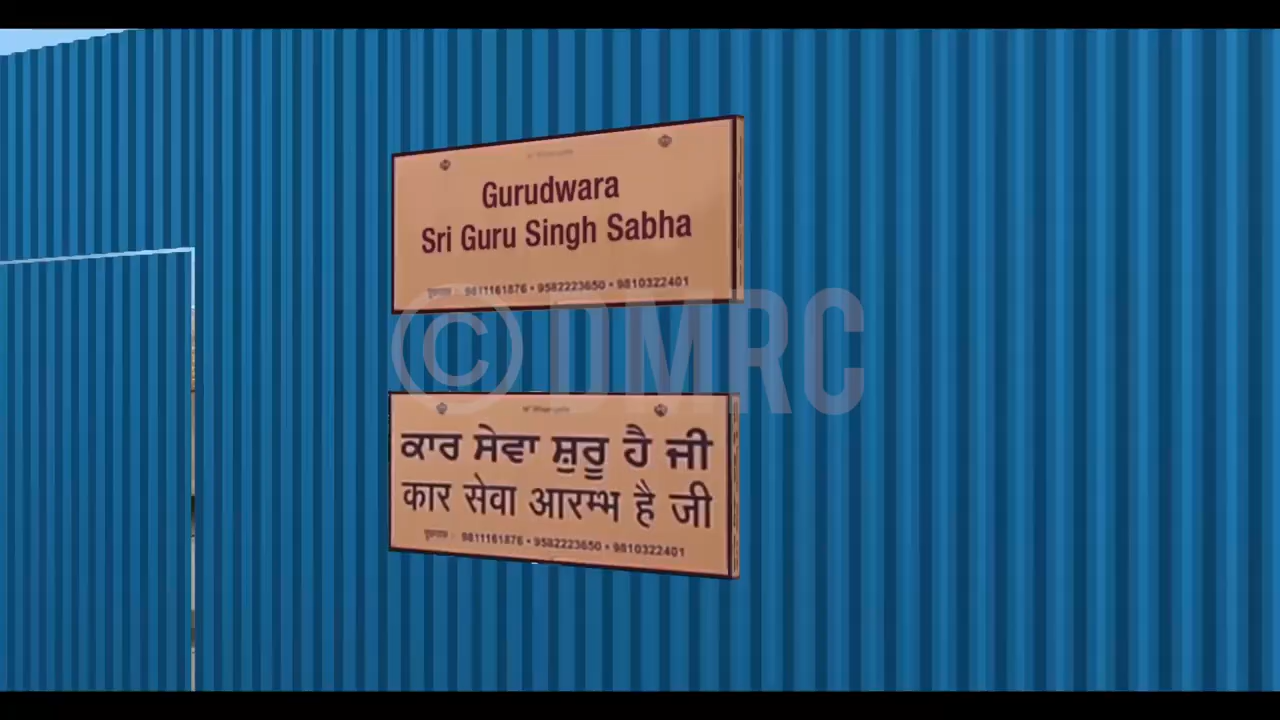 Gurudwara
Sri Guru Singh Sabha
9811161876 • 9582223650 • 9810322401
© DMRC
ਕਾਰ ਸੇਵਾ ਸ਼ੁਰੂ ਹੈ ਜੀ
कार सेवा आरम्भ है जी
9811161876 • 9582223650 • 9810322401